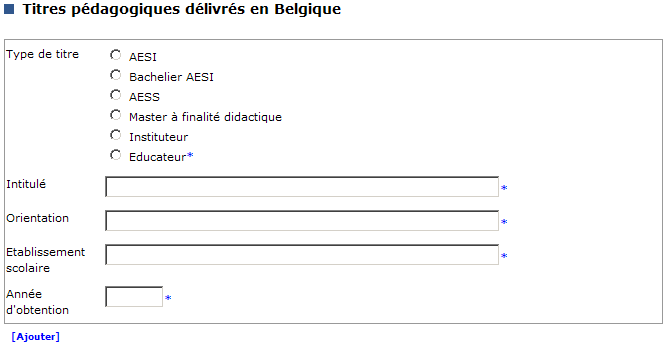 Titres pédagogiques délivrés en Belgique
Type de titre
AESI
Bachelier AESI
AESS
Master à finalité didactique
Instituteur
Educateur*
Intitulé *
Orientation *
Etablissement
scolaire *
Année
d'obtention *
[Ajouter]